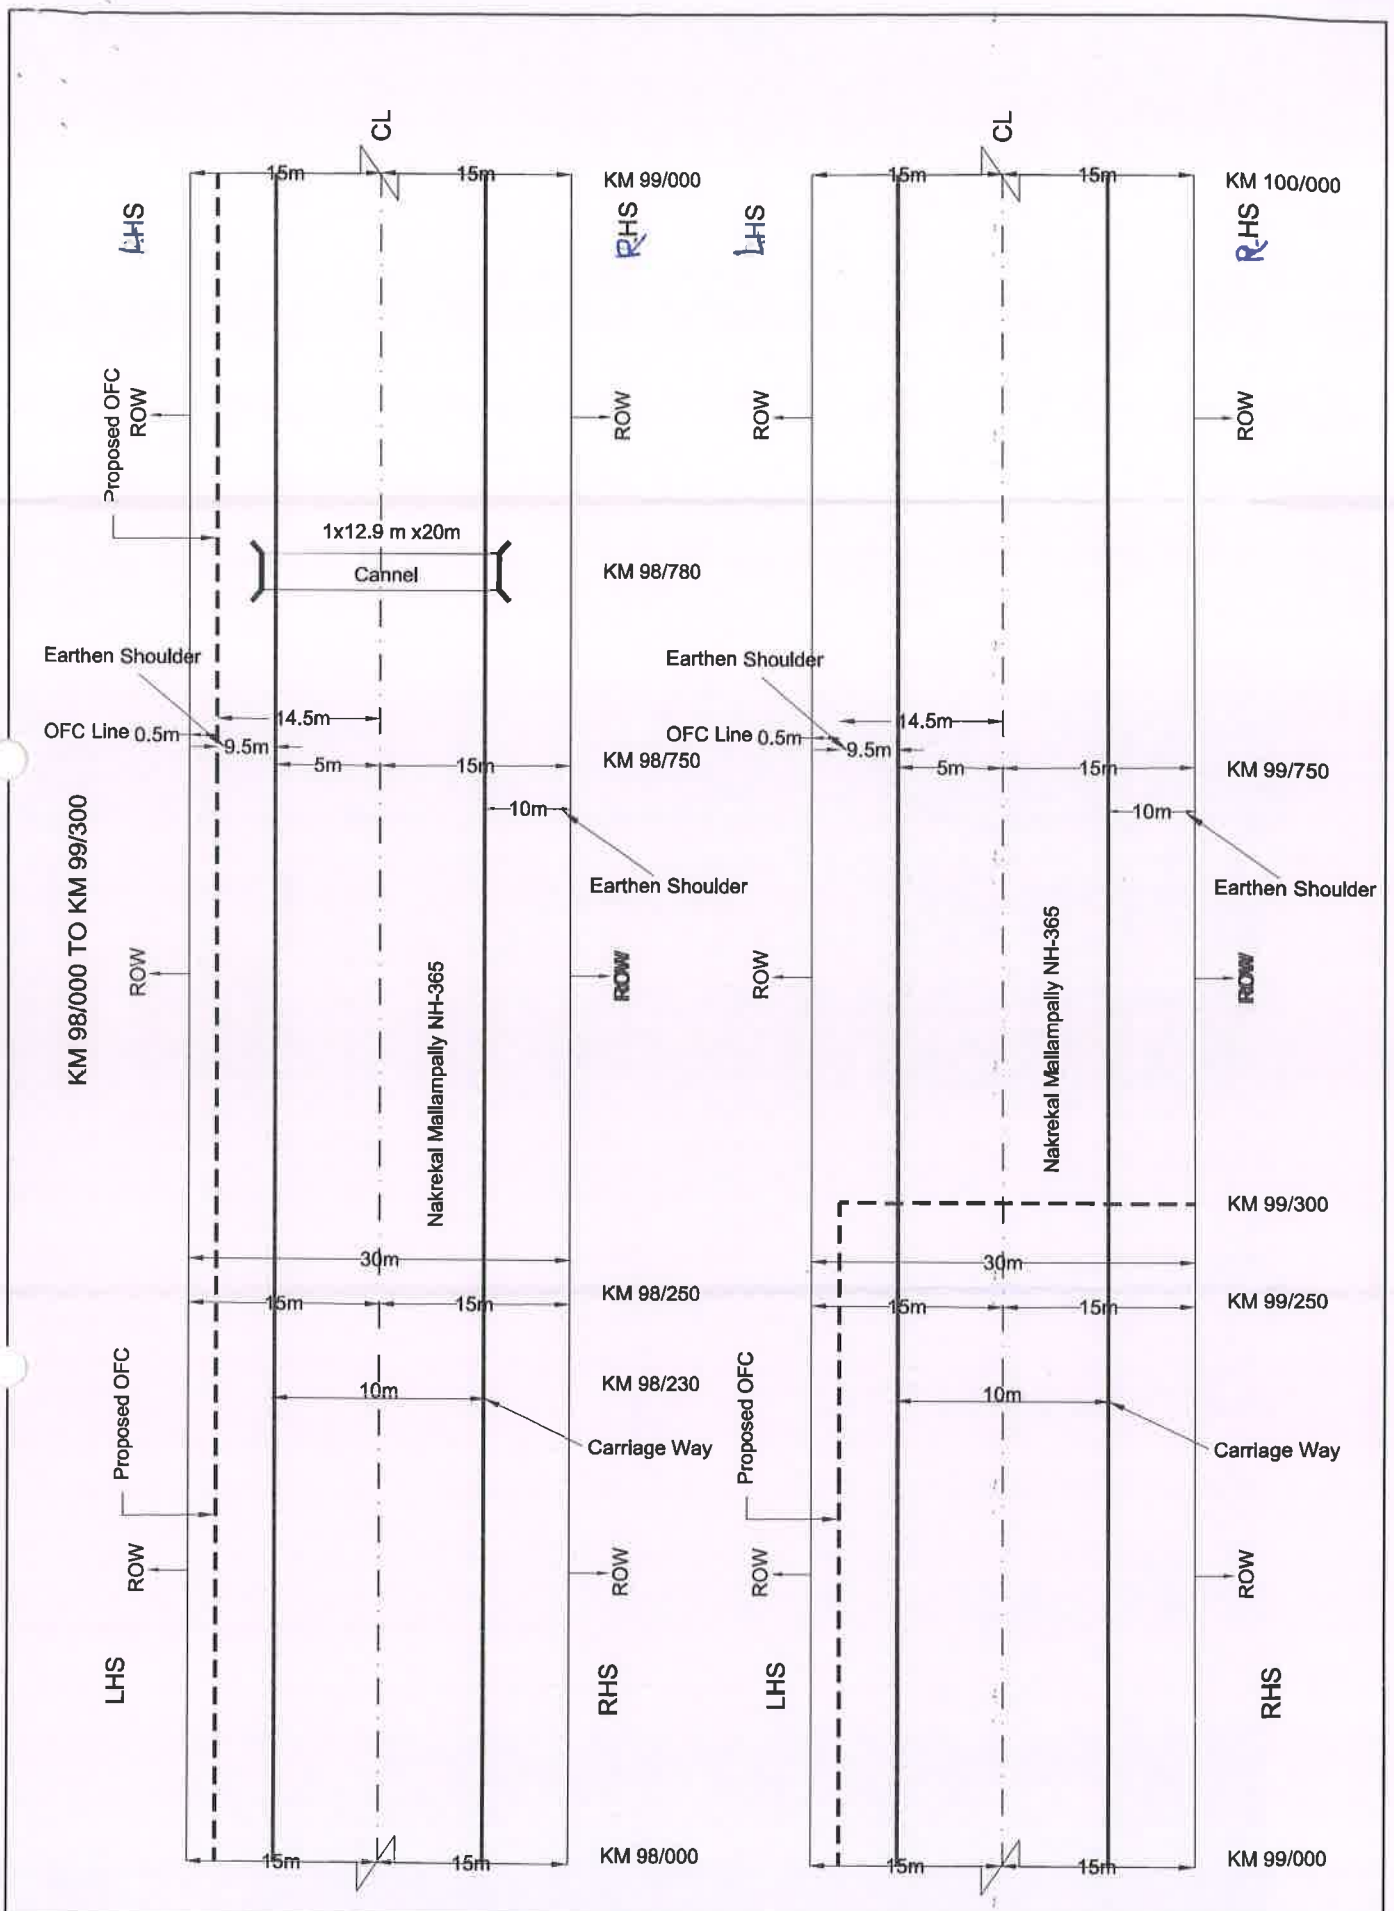 KM 98/000 TO KM 99/300
CL
15m
15m
KM 99/000
LHS
RHS
Proposed OFC
ROW
ROW
1x12.9 m x20m
Cannel
KM 98/780
Earthen Shoulder
14.5m
OFC Line 0.5m
9.5m
5m
15m
KM 98/750
10m
Earthen Shoulder
ROW
ROW
Nakrekal Mallampally NH-365
30m
15m
15m
KM 98/250
10m
KM 98/230
Carriage Way
Proposed OFC
ROW
ROW
LHS
RHS
15m
15m
KM 98/000
CL
15m
15m
KM 100/000
LHS
RHS
ROW
ROW
Earthen Shoulder
14.5m
OFC Line 0.5m
9.5m
5m
15m
KM 99/750
10m
Earthen Shoulder
ROW
ROW
Nakrekal Mallampally NH-365
KM 99/300
30m
15m
15m
KM 99/250
10m
Carriage Way
Proposed OFC
ROW
ROW
LHS
RHS
15m
15m
KM 99/000